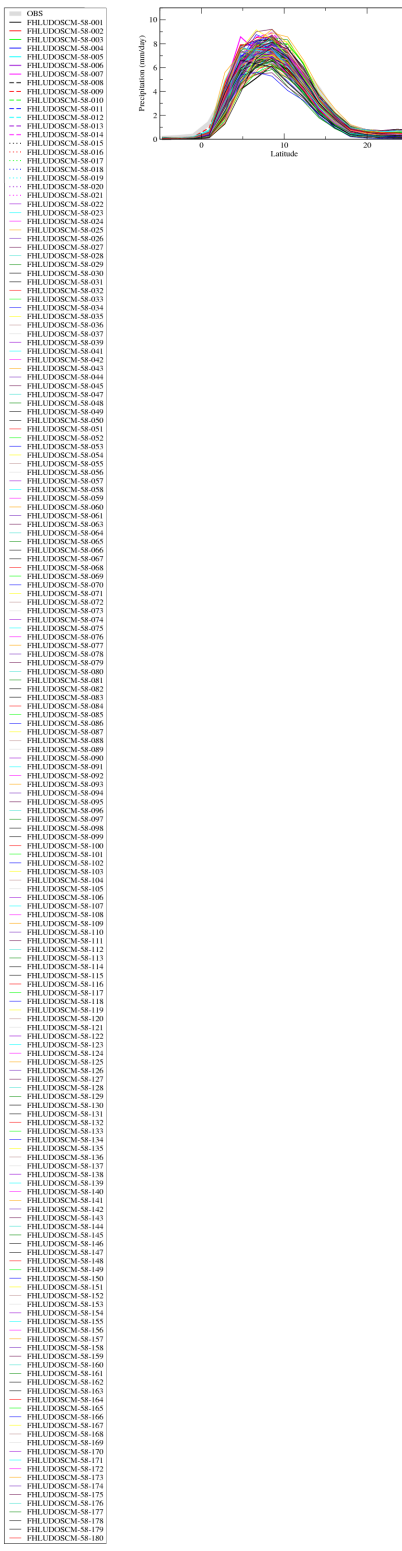 OBS
FHLUDOSCM-58-001
FHLUDOSCM-58-002
FHLUDOSCM-58-003
FHLUDOSCM-58-004
FHLUDOSCM-58-005
FHLUDOSCM-58-006
FHLUDOSCM-58-007
FHLUDOSCM-58-008
FHLUDOSCM-58-009
FHLUDOSCM-58-010
FHLUDOSCM-58-011
FHLUDOSCM-58-012
FHLUDOSCM-58-013
FHLUDOSCM-58-014
FHLUDOSCM-58-015
FHLUDOSCM-58-016
FHLUDOSCM-58-017
FHLUDOSCM-58-018
FHLUDOSCM-58-019
FHLUDOSCM-58-020
FHLUDOSCM-58-021
FHLUDOSCM-58-022
FHLUDOSCM-58-023
FHLUDOSCM-58-024
FHLUDOSCM-58-025
FHLUDOSCM-58-026
FHLUDOSCM-58-027
FHLUDOSCM-58-028
FHLUDOSCM-58-029
FHLUDOSCM-58-030
FHLUDOSCM-58-031
FHLUDOSCM-58-032
FHLUDOSCM-58-033
FHLUDOSCM-58-034
FHLUDOSCM-58-035
FHLUDOSCM-58-036
FHLUDOSCM-58-037
FHLUDOSCM-58-039
FHLUDOSCM-58-041
FHLUDOSCM-58-042
FHLUDOSCM-58-043
FHLUDOSCM-58-044
FHLUDOSCM-58-045
FHLUDOSCM-58-047
FHLUDOSCM-58-048
FHLUDOSCM-58-049
FHLUDOSCM-58-050
FHLUDOSCM-58-051
FHLUDOSCM-58-052
FHLUDOSCM-58-053
FHLUDOSCM-58-054
FHLUDOSCM-58-055
FHLUDOSCM-58-056
FHLUDOSCM-58-057
FHLUDOSCM-58-058
FHLUDOSCM-58-059
FHLUDOSCM-58-060
FHLUDOSCM-58-061
FHLUDOSCM-58-063
FHLUDOSCM-58-064
FHLUDOSCM-58-065
FHLUDOSCM-58-066
FHLUDOSCM-58-067
FHLUDOSCM-58-068
FHLUDOSCM-58-069
FHLUDOSCM-58-070
FHLUDOSCM-58-071
FHLUDOSCM-58-072
FHLUDOSCM-58-073
FHLUDOSCM-58-074
FHLUDOSCM-58-075
FHLUDOSCM-58-076
FHLUDOSCM-58-077
FHLUDOSCM-58-078
FHLUDOSCM-58-079
FHLUDOSCM-58-080
FHLUDOSCM-58-081
FHLUDOSCM-58-082
FHLUDOSCM-58-083
FHLUDOSCM-58-084
FHLUDOSCM-58-085
FHLUDOSCM-58-086
FHLUDOSCM-58-087
FHLUDOSCM-58-088
FHLUDOSCM-58-089
FHLUDOSCM-58-090
FHLUDOSCM-58-091
FHLUDOSCM-58-092
FHLUDOSCM-58-093
FHLUDOSCM-58-094
FHLUDOSCM-58-095
FHLUDOSCM-58-096
FHLUDOSCM-58-097
FHLUDOSCM-58-098
FHLUDOSCM-58-099
FHLUDOSCM-58-100
FHLUDOSCM-58-101
FHLUDOSCM-58-102
FHLUDOSCM-58-103
FHLUDOSCM-58-104
FHLUDOSCM-58-105
FHLUDOSCM-58-106
FHLUDOSCM-58-107
FHLUDOSCM-58-108
FHLUDOSCM-58-109
FHLUDOSCM-58-110
FHLUDOSCM-58-111
FHLUDOSCM-58-112
FHLUDOSCM-58-113
FHLUDOSCM-58-114
FHLUDOSCM-58-115
FHLUDOSCM-58-116
FHLUDOSCM-58-117
FHLUDOSCM-58-118
FHLUDOSCM-58-119
FHLUDOSCM-58-120
FHLUDOSCM-58-121
FHLUDOSCM-58-122
FHLUDOSCM-58-123
FHLUDOSCM-58-124
FHLUDOSCM-58-125
FHLUDOSCM-58-126
FHLUDOSCM-58-127
FHLUDOSCM-58-128
FHLUDOSCM-58-129
FHLUDOSCM-58-130
FHLUDOSCM-58-131
FHLUDOSCM-58-132
FHLUDOSCM-58-133
FHLUDOSCM-58-134
FHLUDOSCM-58-135
FHLUDOSCM-58-136
FHLUDOSCM-58-137
FHLUDOSCM-58-138
FHLUDOSCM-58-139
FHLUDOSCM-58-140
FHLUDOSCM-58-141
FHLUDOSCM-58-142
FHLUDOSCM-58-143
FHLUDOSCM-58-144
FHLUDOSCM-58-145
FHLUDOSCM-58-146
FHLUDOSCM-58-147
FHLUDOSCM-58-148
FHLUDOSCM-58-149
FHLUDOSCM-58-150
FHLUDOSCM-58-151
FHLUDOSCM-58-152
FHLUDOSCM-58-153
FHLUDOSCM-58-154
FHLUDOSCM-58-155
FHLUDOSCM-58-156
FHLUDOSCM-58-157
FHLUDOSCM-58-158
FHLUDOSCM-58-159
FHLUDOSCM-58-160
FHLUDOSCM-58-161
FHLUDOSCM-58-162
FHLUDOSCM-58-163
FHLUDOSCM-58-164
FHLUDOSCM-58-165
FHLUDOSCM-58-166
FHLUDOSCM-58-167
FHLUDOSCM-58-168
FHLUDOSCM-58-169
FHLUDOSCM-58-170
FHLUDOSCM-58-171
FHLUDOSCM-58-172
FHLUDOSCM-58-173
FHLUDOSCM-58-174
FHLUDOSCM-58-175
FHLUDOSCM-58-176
FHLUDOSCM-58-177
FHLUDOSCM-58-178
FHLUDOSCM-58-179
FHLUDOSCM-58-180
Precipitation (mm/day)
10
8
6
4
2
0
0
10
20
Latitude